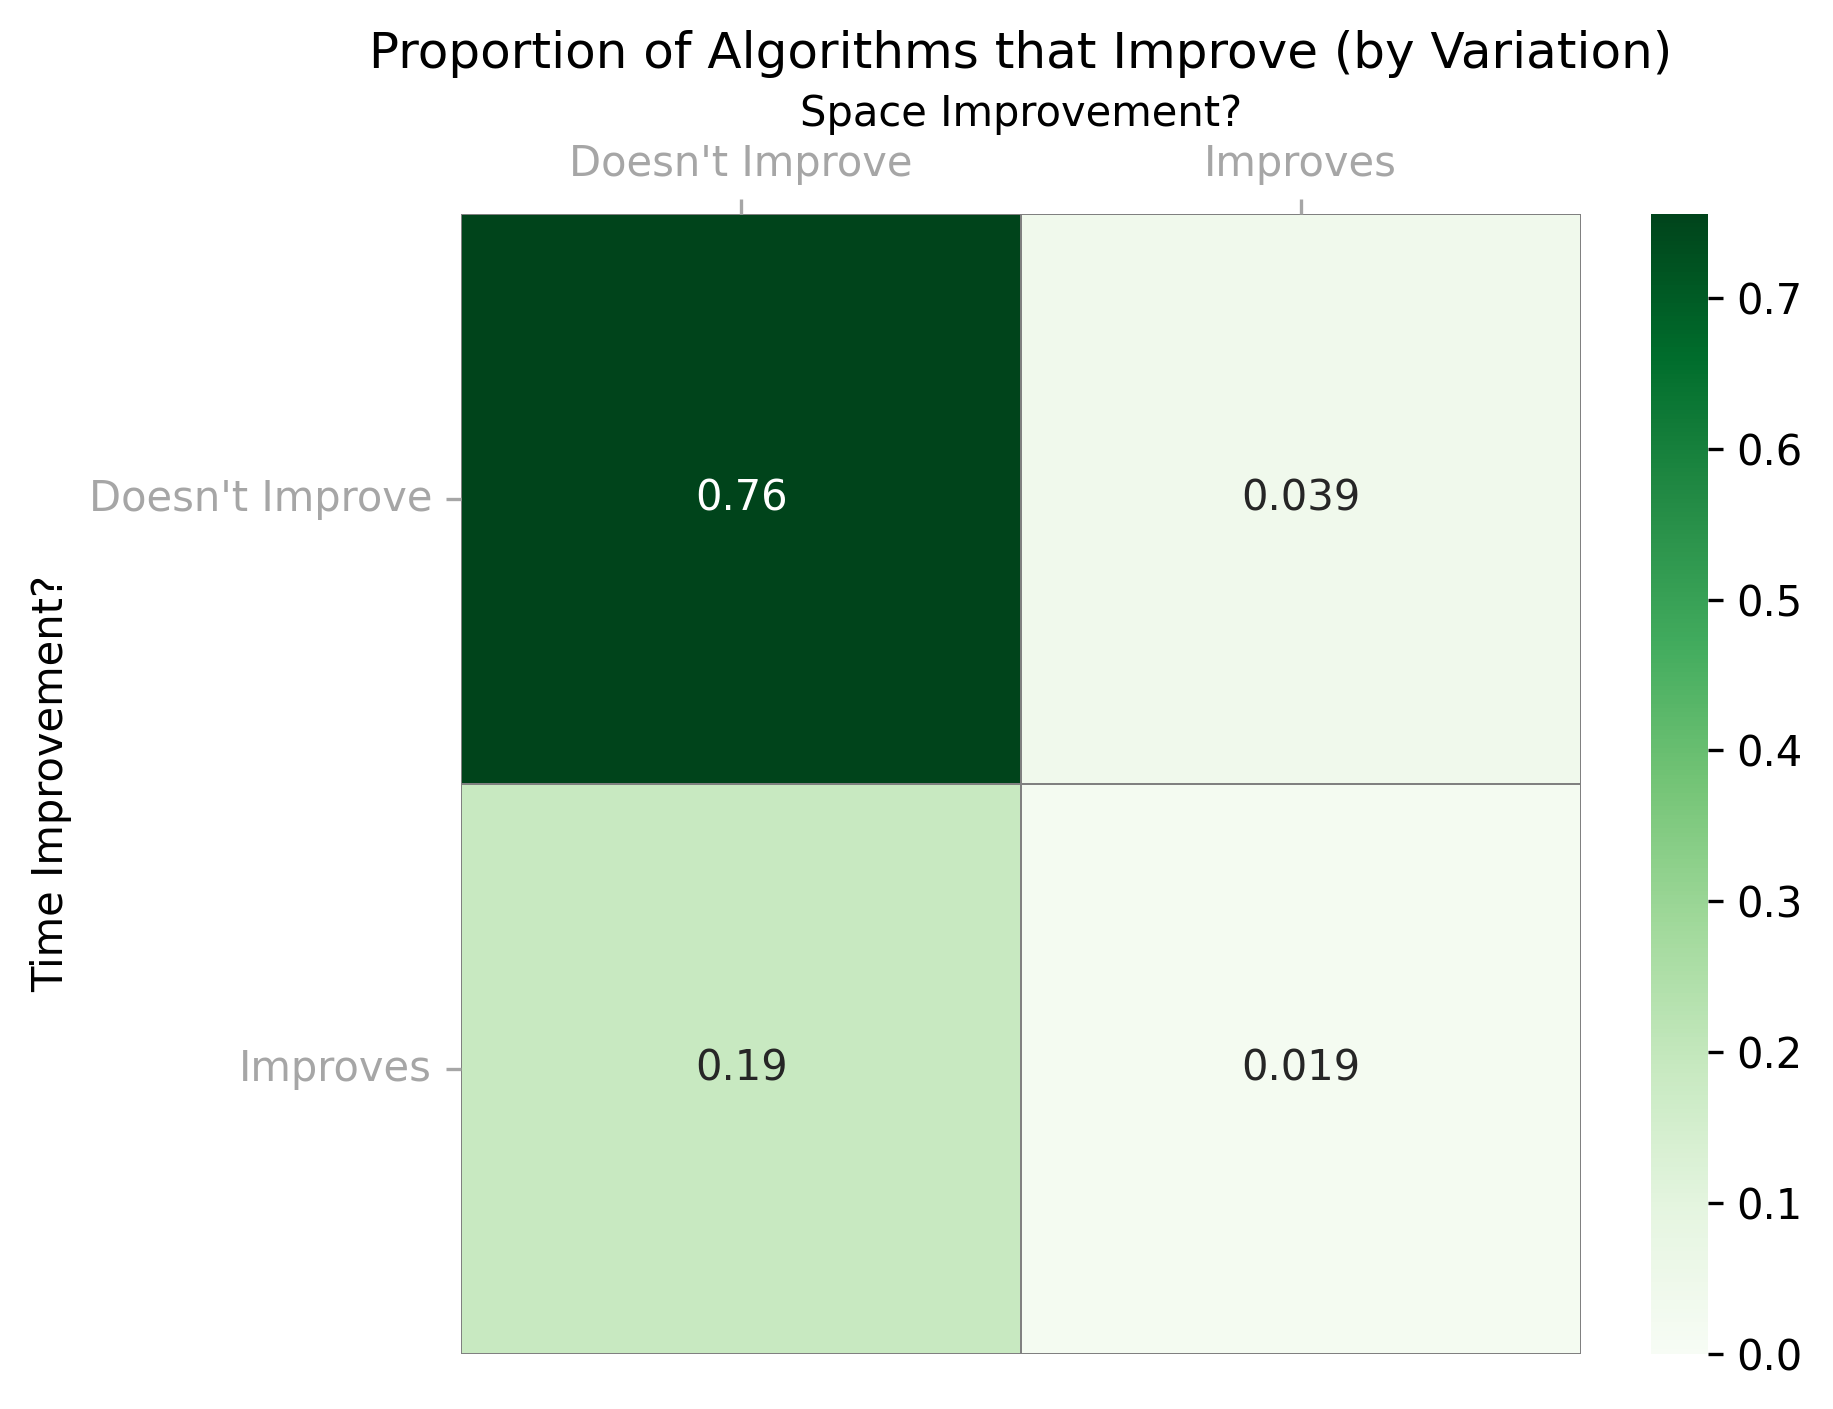 Proportion of Algorithms that Improve (by Variation)
Space Improvement?
Doesn't Improve
Improves
Time Improvement?
Doesn't Improve
0.76
0.039
Improves
0.19
0.019
0.7
0.6
0.5
0.4
0.3
0.2
0.1
0.0